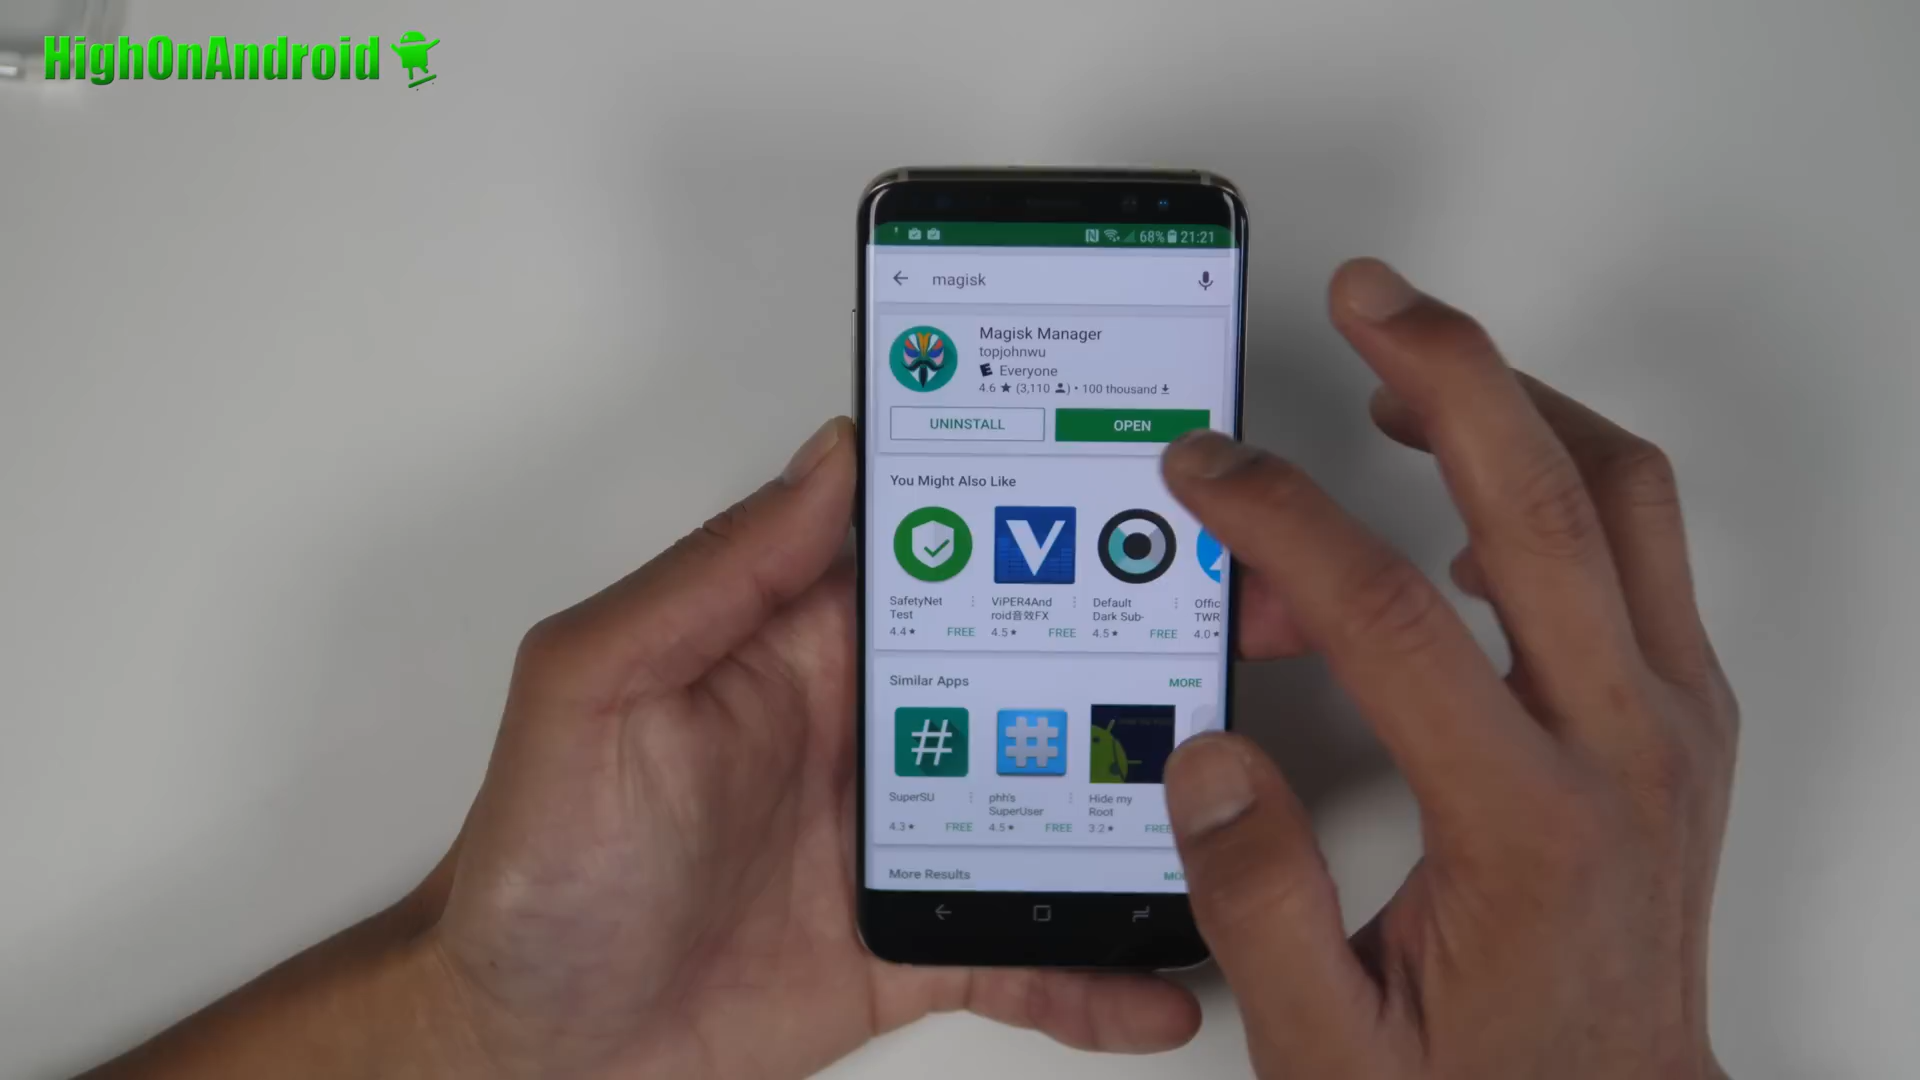 HighOnAndroid
68% 21:21
magisk
Magisk Manager
topjohnwu
Everyone
4.6 ★ (3,110) • 100 thousand
UNINSTALL OPEN
You Might Also Like
SafetyNet Test
4.4★ FREE
ViPER4And
roid音效FX
4.5★ FREE
Default
Dark Sub-
4.5★ FREE
Offic
TWR
4.0★
Similar Apps MORE
SuperSU
4.3★ FREE
phh's
SuperUser
4.5★ FREE
Hide my
Root
3.2★ FREE
More Results